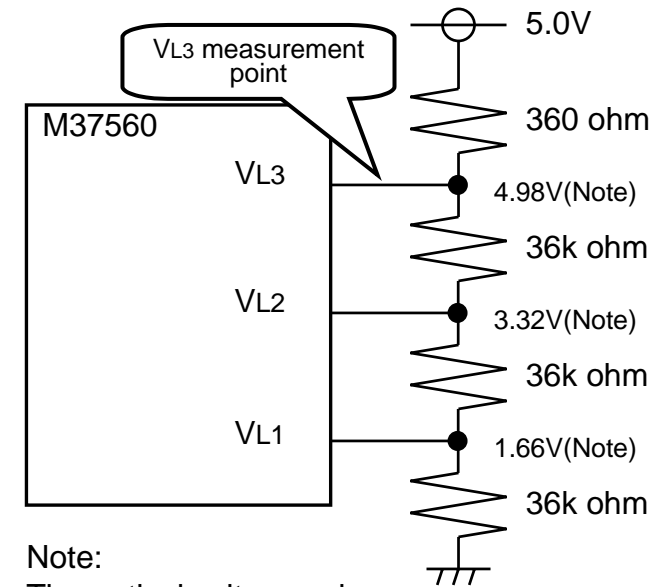 5.0V
VL3 measurement
point
360 ohm
M37560
VL3
4.98V(Note)
36k ohm
VL2
3.32V(Note)
36k ohm
VL1
1.66V(Note)
36k ohm
Note: